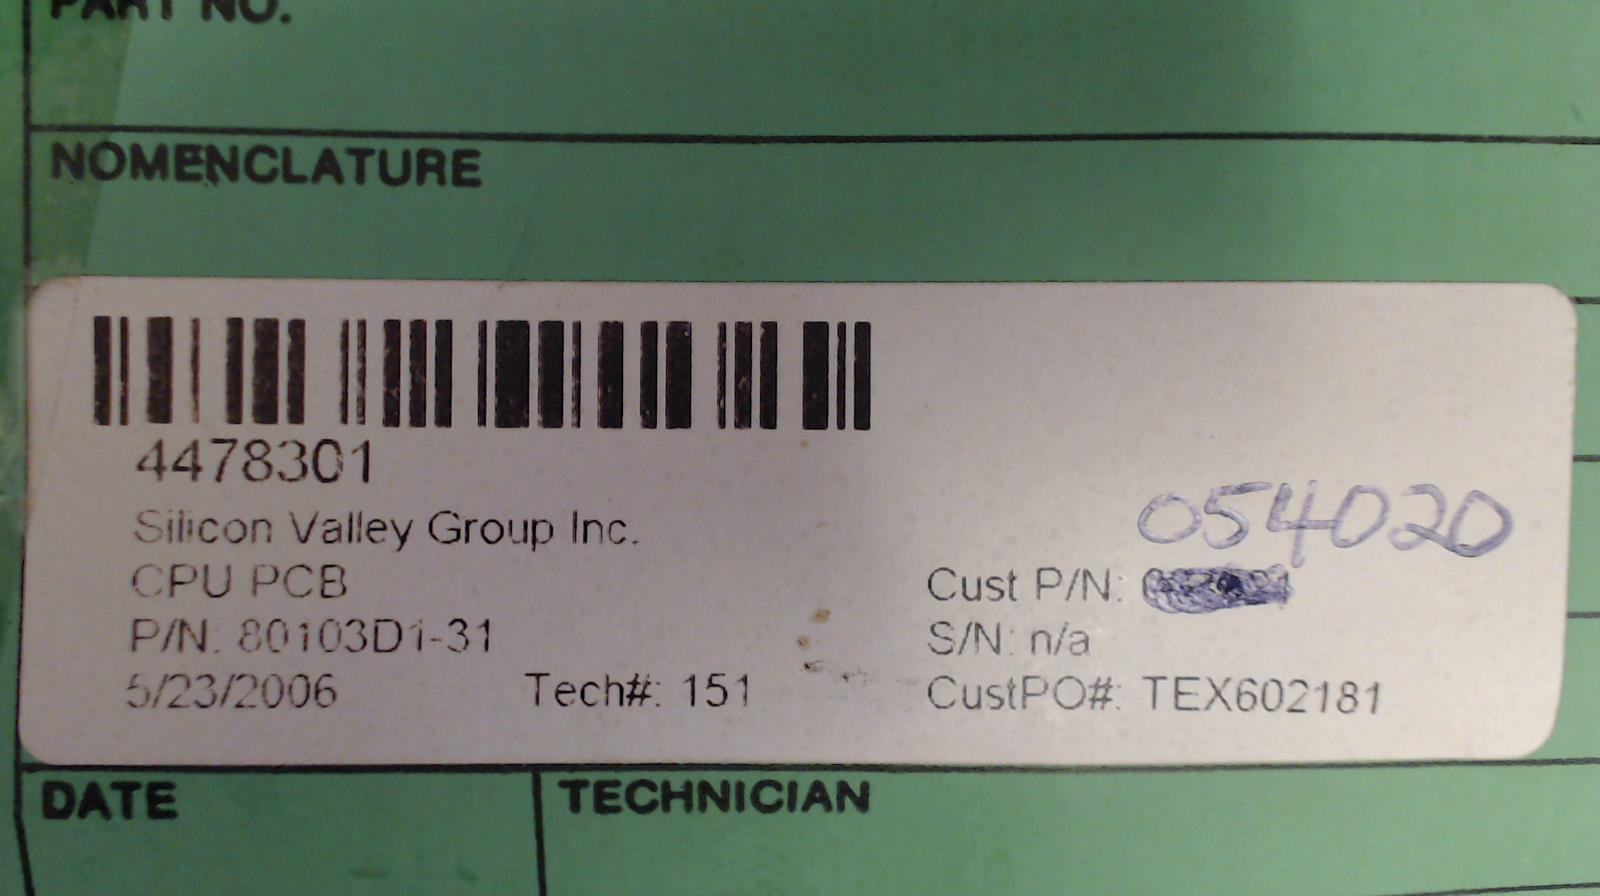 PART NO.
NOMENCLATURE
4478301
Silicon Valley Group Inc.
054020
CPU PCB
Cust P/N:
P/N: 80103D1-31
S/N: n/a
5/23/2006 Tech#: 151 CustPO#: TEX602181
DATE TECHNICIAN